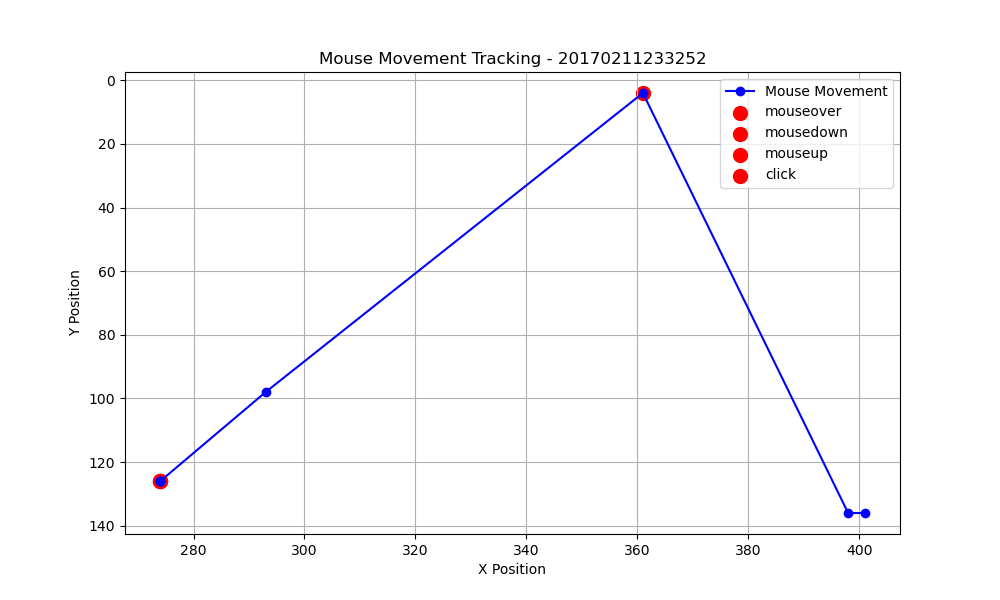 Mouse Movement Tracking - 20170211233252
Mouse Movement
mouseover
mousedown
mouseup
click
Y Position
0
20
40
60
80
100
120
140
280
300
320
340
360
380
400
X Position